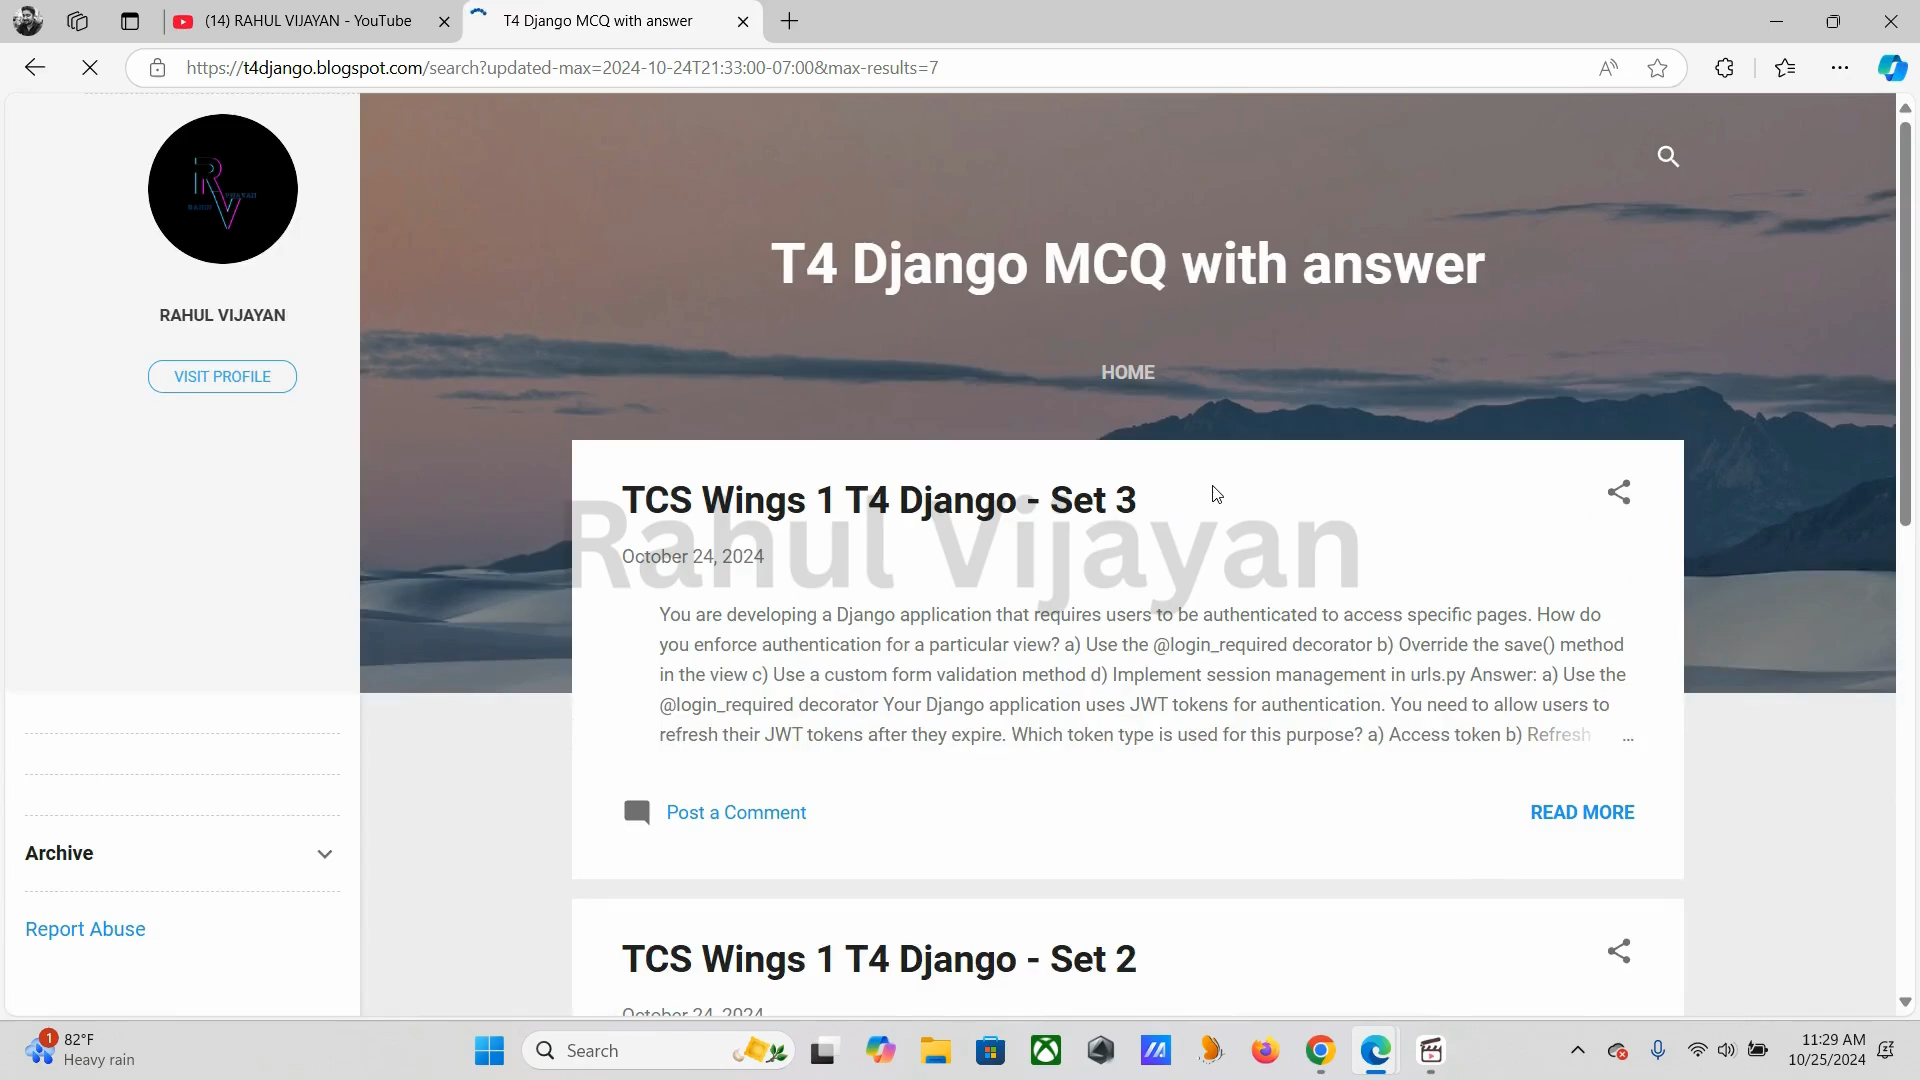 (14) RAHUL VIJAYAN - YouTube
T4 Django MCQ with answer
https://t4django.blogspot.com/search?updated-max=2024-10-24T21:33:00-07:00&max-results=7
RAHUL VIJAYAN
VISIT PROFILE
Archive
Report Abuse
T4 Django MCQ with answer
HOME
TCS Wings 1 T4 Django - Set 3
Rahul Vijayan
October 24, 2024
You are developing a Django application that requires users to be authenticated to access specific pages. How do
you enforce authentication for a particular view? a) Use the @login_required decorator b) Override the save() method
in the view c) Use a custom form validation method d) Implement session management in urls.py Answer: a) Use the
@login_required decorator Your Django application uses JWT tokens for authentication. You need to allow users to
refresh their JWT tokens after they expire. Which token type is used for this purpose? a) Access token b) Refresh ...
Post a Comment
READ MORE
TCS Wings 1 T4 Django - Set 2
October 24, 2024
1
82°F
Heavy rain
Search
11:29 AM
10/25/2024